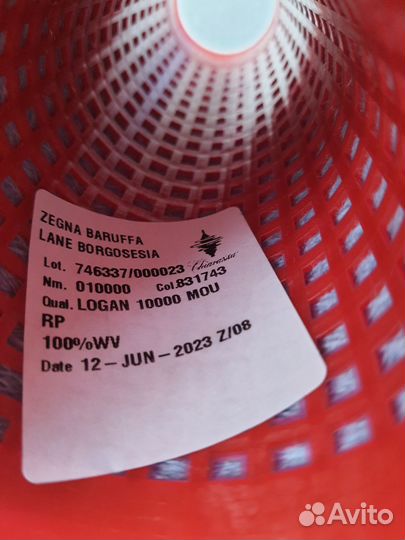 ZEGNA BARUFFA
LANE BORGOSESIA
Lot. 746337/000023
Chiavazza
Nm. 010000 Col.831743
Qual. LOGAN 10000 MOU
RP
100%WV
Date 12-JUN-2023 Z/08
Avito